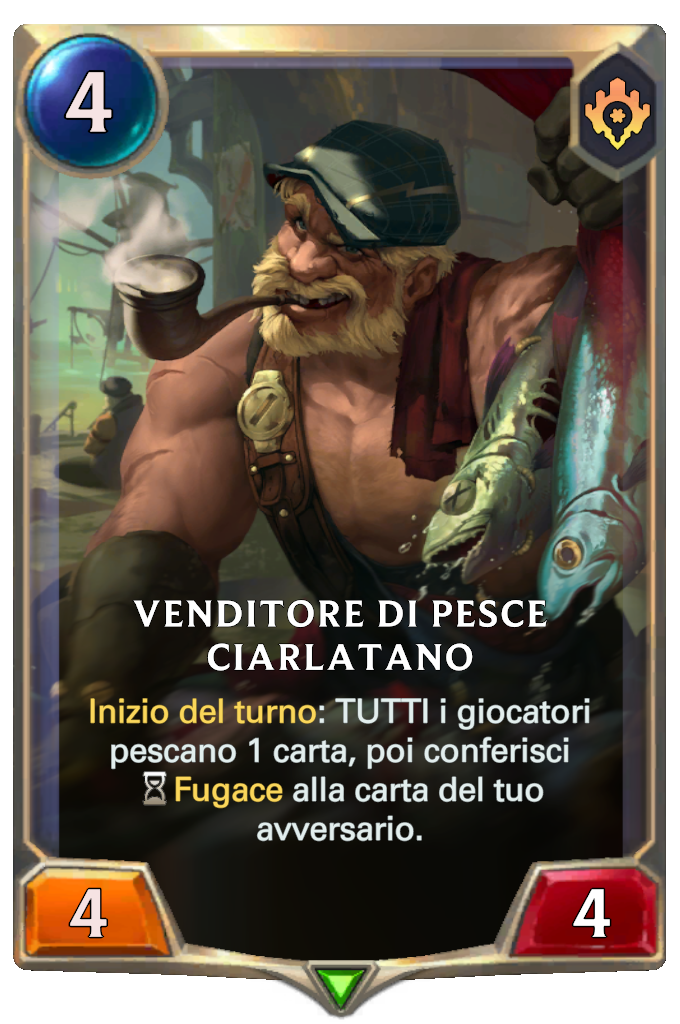 4
VENDITORE DI PESCE
CIARLATANO
Inizio del turno: TUTTI i giocatori
pescano 1 carta, poi conferisci
Fugace alla carta del tuo
avversario.
4
4